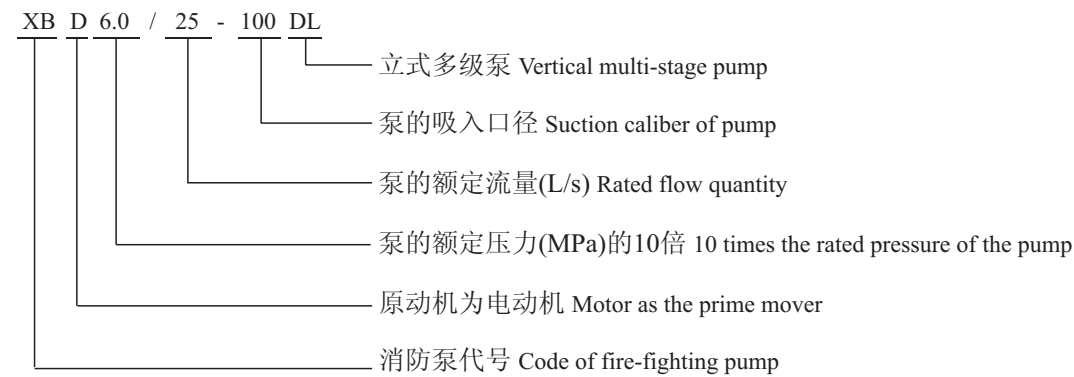 XB D 6.0 / 25 - 100 DL
立式多级泵 Vertical multi-stage pump
泵的吸入口径 Suction caliber of pump
泵的额定流量(L/s) Rated flow quantity
泵的额定压力(MPa)的10倍 10 times the rated pressure of the pump
原动机为电动机 Motor as the prime mover
消防泵代号 Code of fire-fighting pump